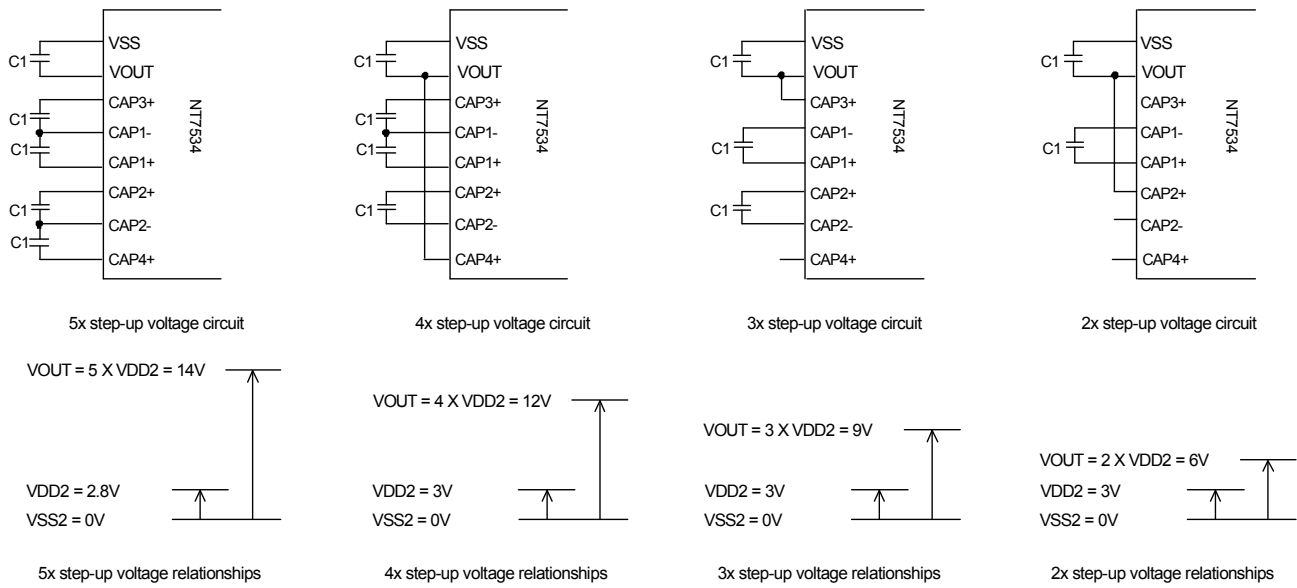 VSS
C1
VOUT
CAP3+
C1
CAP1-
C1
CAP1+
CAP2+
C1
CAP2-
C1
CAP4+
NT7534
5x step-up voltage circuit
VSS
C1
VOUT
CAP3+
C1
CAP1-
C1
CAP1+
CAP2+
C1
CAP2-
CAP4+
NT7534
4x step-up voltage circuit
VSS
C1
VOUT
CAP3+
CAP1-
C1
CAP1+
CAP2+
C1
CAP2-
CAP4+
NT7534
3x step-up voltage circuit
VSS
C1
VOUT
CAP3+
CAP1-
C1
CAP1+
CAP2+
CAP2-
CAP4+
NT7534
2x step-up voltage circuit
VOUT = 5 X VDD2 = 14V
VDD2 = 2.8V
VSS2 = 0V
5x step-up voltage relationships
VOUT = 4 X VDD2 = 12V
VDD2 = 3V
VSS2 = 0V
4x step-up voltage relationships
VOUT = 3 X VDD2 = 9V
VDD2 = 3V
VSS2 = 0V
3x step-up voltage relationships
VOUT = 2 X VDD2 = 6V
VDD2 = 3V
VSS2 = 0V
2x step-up voltage relationships